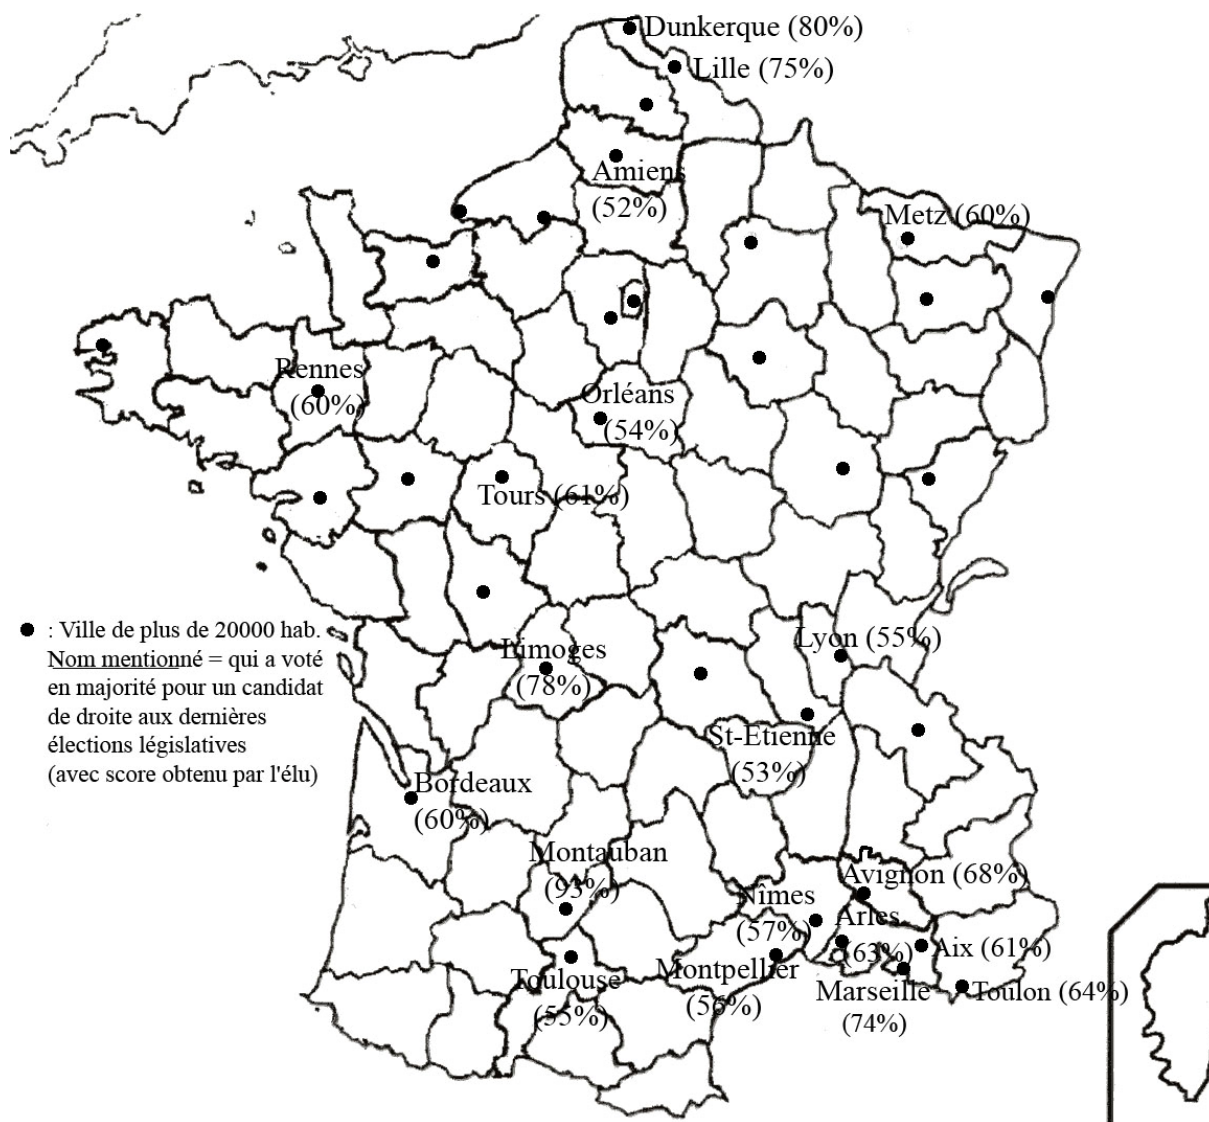 Dunkerque (80%)
Lille (75%)
Amiens
(52%)
Metz (60%)
Rennes
(60%)
Orléans
(54%)
Tours (61%)
: Ville de plus de 20000 hab.
Nom mentionné = qui a voté
en majorité pour un candidat
de droite aux dernières
élections législatives
(avec score obtenu par l'élu)
Limoges
(78%)
Lyon (55%)
St-Etienne
(53%)
Bordeaux
(60%)
Montauban
(93%)
Avignon (68%)
Nîmes
(57%)
Arles
(63%)
Aix (61%)
Toulouse
(55%)
Montpellier
(56%)
Marseille
(74%)
Toulon (64%)